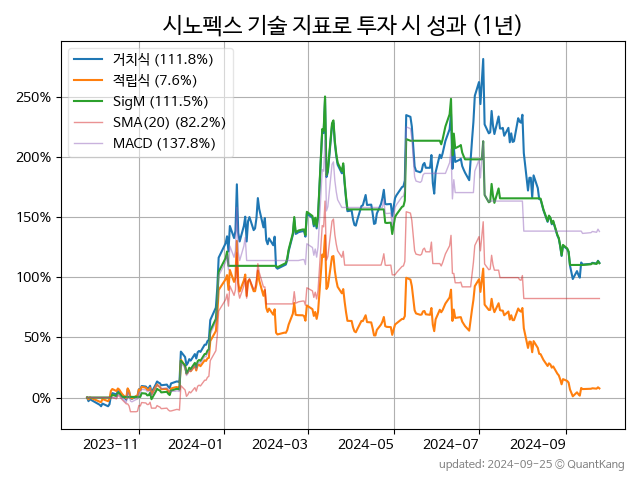 시노펙스 기술 지표로 투자 시 성과 (1년)
거치식 (111.8%)
적립식 (7.6%)
SigM (111.5%)
SMA(20) (82.2%)
MACD (137.8%)
250%
200%
150%
100%
50%
0%
2023-11 2024-01 2024-03 2024-05 2024-07 2024-09
updated: 2024-09-25 © QuantKang